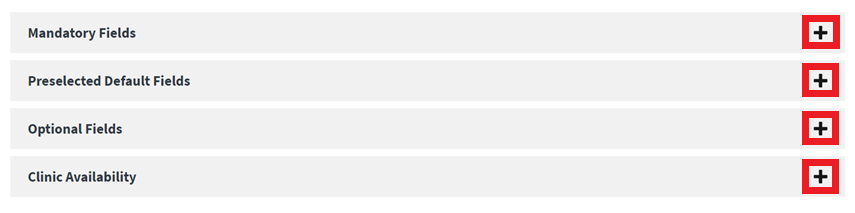 Mandatory Fields
Preselected Default Fields
Optional Fields
Clinic Availability